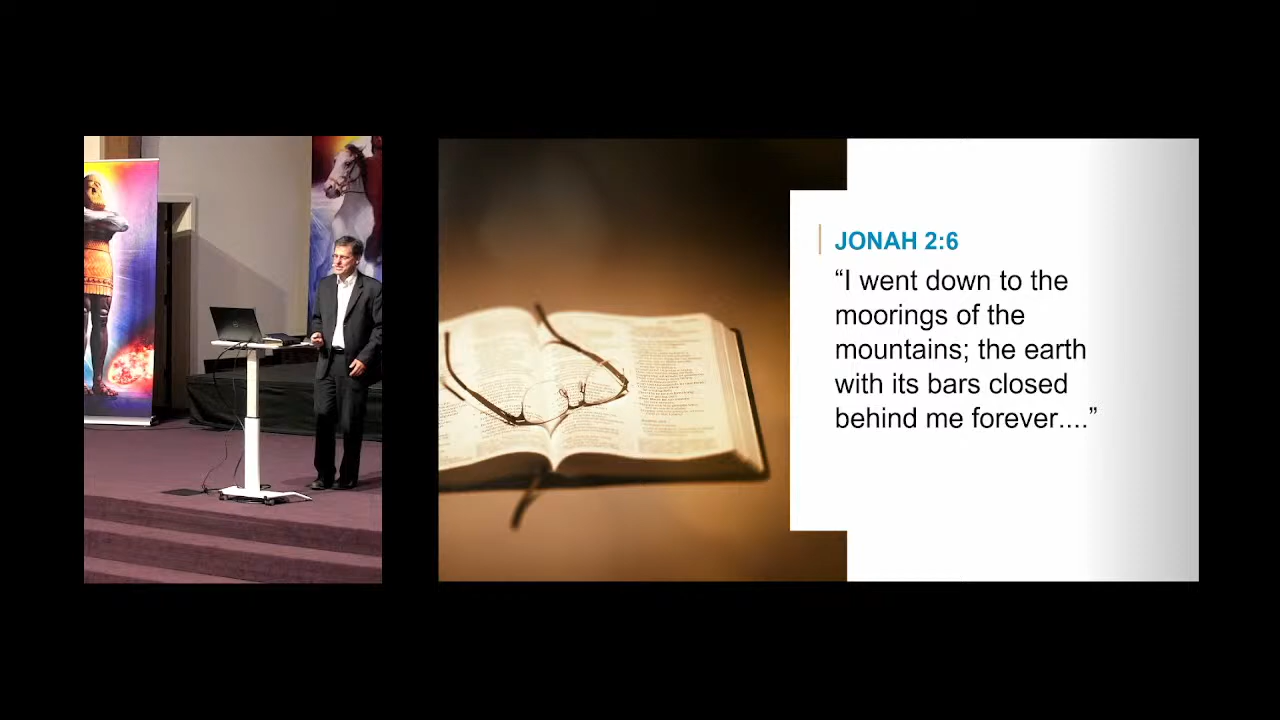 JONAH 2:6
“I went down to the
moorings of the
mountains; the earth
with its bars closed
behind me forever....”